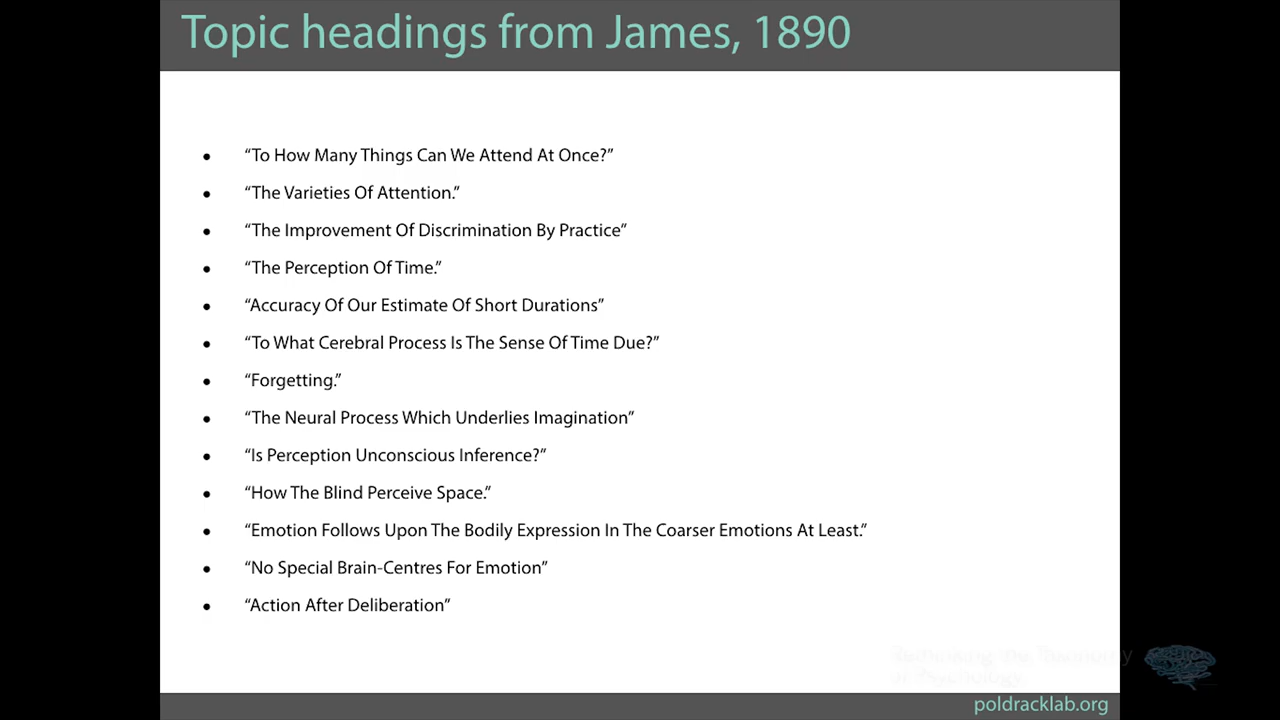 Topic headings from James, 1890
• “To How Many Things Can We Attend At Once?”
• “The Varieties Of Attention.”
• “The Improvement Of Discrimination By Practice”
• “The Perception Of Time.”
• “Accuracy Of Our Estimate Of Short Durations”
• “To What Cerebral Process Is The Sense Of Time Due?”
• “Forgetting.”
• “The Neural Process Which Underlies Imagination”
• “Is Perception Unconscious Inference?”
• “How The Blind Perceive Space.”
• “Emotion Follows Upon The Bodily Expression In The Coarser Emotions At Least.”
• “No Special Brain-Centres For Emotion”
• “Action After Deliberation”
the Taxonomy
Psychology
poldracklab.org